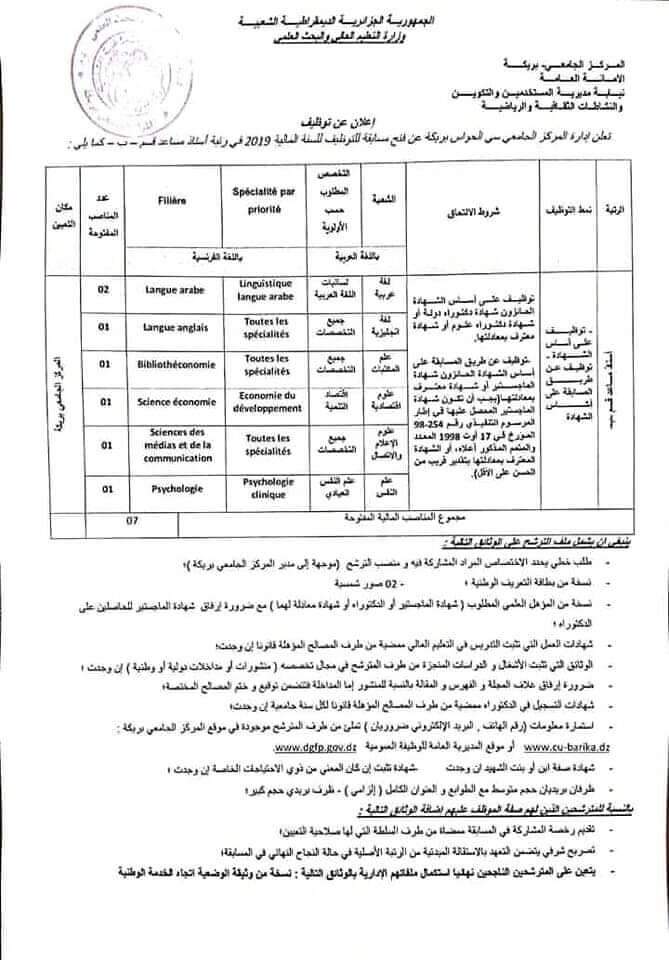 الجمهورية الجزائرية الديمقراطية الشعبية
وزارة التعليم العالي والبحث العلمي
المركز الجامعي- بريكة
الأمانة العامة
نيابة مديرية المستخدمين والتكوين
والنشاطات الثقافية والرياضية
إعلان عن توظيف
تعلن إدارة المركز الجامعي سي الحواس بريكة عن فتح مسابقة للتوظيف للسنة المالية 2019 في رتبة أستاذ مساعد قسم – ب – كما يلي :
الرتبة
نمط التوظيف
شروط الالتحاق
الشعبة
التخصص المطلوب حسب الأولوية
Spécialité par priorité
Filière
عدد المناصب المفتوحة
مكان التعيين
باللغة العربية
باللغة الفرنسية
أستاذ مساعد قسم ب
- توظيف على أساس الشهادة
- توظيف عن طريق المسابقة على أساس الشهادة
توظيف على أساس الشهادة
الحائزون شهادة دكتوراه دولة أو
شهادة دكتوراه علوم أو شهادة
معترف بمعادلتها.
-توظيف عن طريق المسابقة على
أساس الشهادة الحائزون شهادة
الماجستير أو شهادة معترف
بمعادلتها(يجب أن تكون شهادة
الماجستير المحصل عليها في إطار
المرسوم التنفيذي رقم 254-98
المؤرخ في 17 أوت 1998 المعدل
والمتمم المذكور أعلاه، أو الشهادة
المعترف بمعادلتها بتقدير قريب من
الحسن على الأقل).
لغة عربية لسانيات اللغة العربية Linguistique langue arabe Langue arabe 02
لغة انجليزية جميع التخصصات Toutes les spécialités Langue anglais 01
علم المكتبات جميع التخصصات Toutes les spécialités Bibliothéconomie 01
علوم اقتصادية اقتصاد التنمية Economie du développement Science économie 01
علوم الإعلام والاتصال جميع التخصصات Toutes les spécialités Sciences des médias et de la communication 01
علم النفس علم النفس العيادي Psychologie clinique Psychologie 01
المركز الجامعي بريكة
مجموع المناصب المالية المفتوحة 07
ينبغي ان يشمل ملف الترشح على الوثائق التالية :
- طلب خطي يحدد الاختصاص المراد المشاركة فيه و منصب الترشح (موجهة إلى مدير المركز الجامعي بريكة)؛
- نسخة من بطاقة التعريف الوطنية ؛ - 02 صور شمسية
- نسخة من المؤهل العلمي المطلوب ( شهادة الماجستير أو الدكتوراه أو شهادة معادلة لهما ) مع ضرورة إرفاق شهادة الماجستير للحاصلين على
الدكتوراه ؛
- شهادات العمل التي تثبت التدريس في التعليم العالي ممضية من طرف المصالح المؤهلة قانونا إن وجدت؛
- الوثائق التي تثبت الأشغال و الدراسات المنجزة من طرف المترشح في مجال تخصصه ( منشورات أو مداخلات دولية أو وطنية ) إن وجدت ؛
- ضرورة إرفاق غلاف المجلة و الفهرس و المقالة بالنسبة للمنشور إما المداخلة فتتضمن توقيع و ختم المصالح المختصة؛
- شهادات التسجيل في الدكتوراه ممضية من طرف المصالح المؤهلة قانونا لكل سنة جامعية إن وجدت؛
- استمارة معلومات (رقم الهاتف , البريد الإلكتروني ضروريان ) تملئ من طرف المترشح موجودة في موقع المركز الجامعي بريكة :
www.cu-barika.dz أو موقع المديرية العامة للوظيفة العمومية www.dgfp.gov.dz.
- شهادة صفة ابن أو بنت الشهيد ان وجدت -شهادة تثبت إن كان المعني من ذوي الاحتياجات الخاصة إن وجدت ؛
- ظرفان بريديان حجم متوسط مع الطوابع و العنوان الكامل ( إلزامي ) - ظرف بريدي حجم كبير؛
بالنسبة للمترشحين الذين لهم صفة الموظف عليهم إضافة الوثائق التالية :
- تقديم رخصة المشاركة في المسابقة ممضاة من طرف السلطة التي لها صلاحية التعيين؛
- تصريح شرفي يتضمن التعهد بالاستقالة المبدئية من الرتبة الأصلية في حالة النجاح النهائي في المسابقة؛
- يتعين على المترشحين الناجحين نهائيا استكمال ملفاتهم الإدارية بالوثائق التالية : نسخة من وثيقة الوضعية اتجاه الخدمة الوطنية